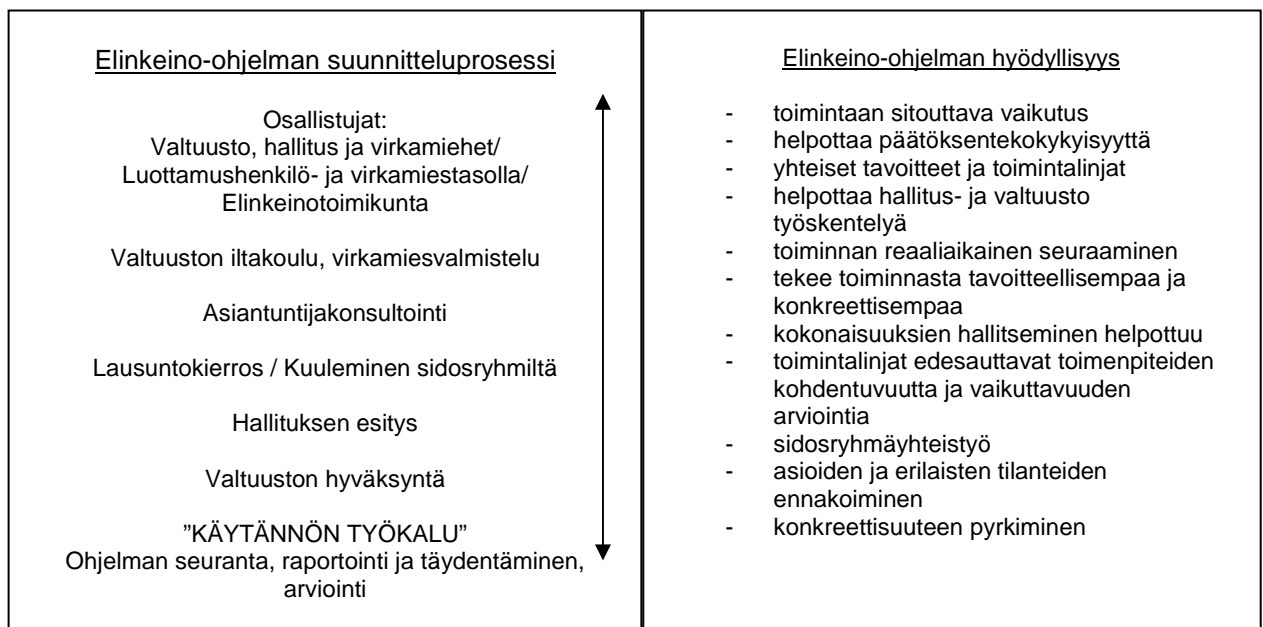 Elinkeino-ohjelman suunnitteluprosessi
Osallistujat:
Valtuusto, hallitus ja virkamiehet/
Luottamushenkilö- ja virkamiestasolla/
Elinkeinotoimikunta
Valtuuston iltakoulu, virkamiesvalmistelu
Asiantuntijakonsultointi
Lausuntokierros / Kuuleminen sidosryhmiltä
Hallituksen esitys
Valtuuston hyväksyntä
”KÄYTÄNNÖN TYÖKALU”
Ohjelman seuranta, raportointi ja täydentäminen,
arviointi
Elinkeino-ohjelman hyödyllisyys
- toimintaan sitouttava vaikutus
- helpottaa päätöksentekokykyisyyttä
- yhteiset tavoitteet ja toimintalinjat
- helpottaa hallitus- ja valtuusto
työskentelyä
- toiminnan reaaliaikainen seuraaminen
- tekee toiminnasta tavoitteellisempaa ja
konkreettisempaa
- kokonaisuuksien hallitseminen helpottuu
- toimintalinjat edesauttavat toimenpiteiden
kohdentuvuutta ja vaikuttavuuden
arviointia
- sidosryhmäyhteistyö
- asioiden ja erilaisten tilanteiden
ennakoiminen
- konkreettisuuteen pyrkiminen